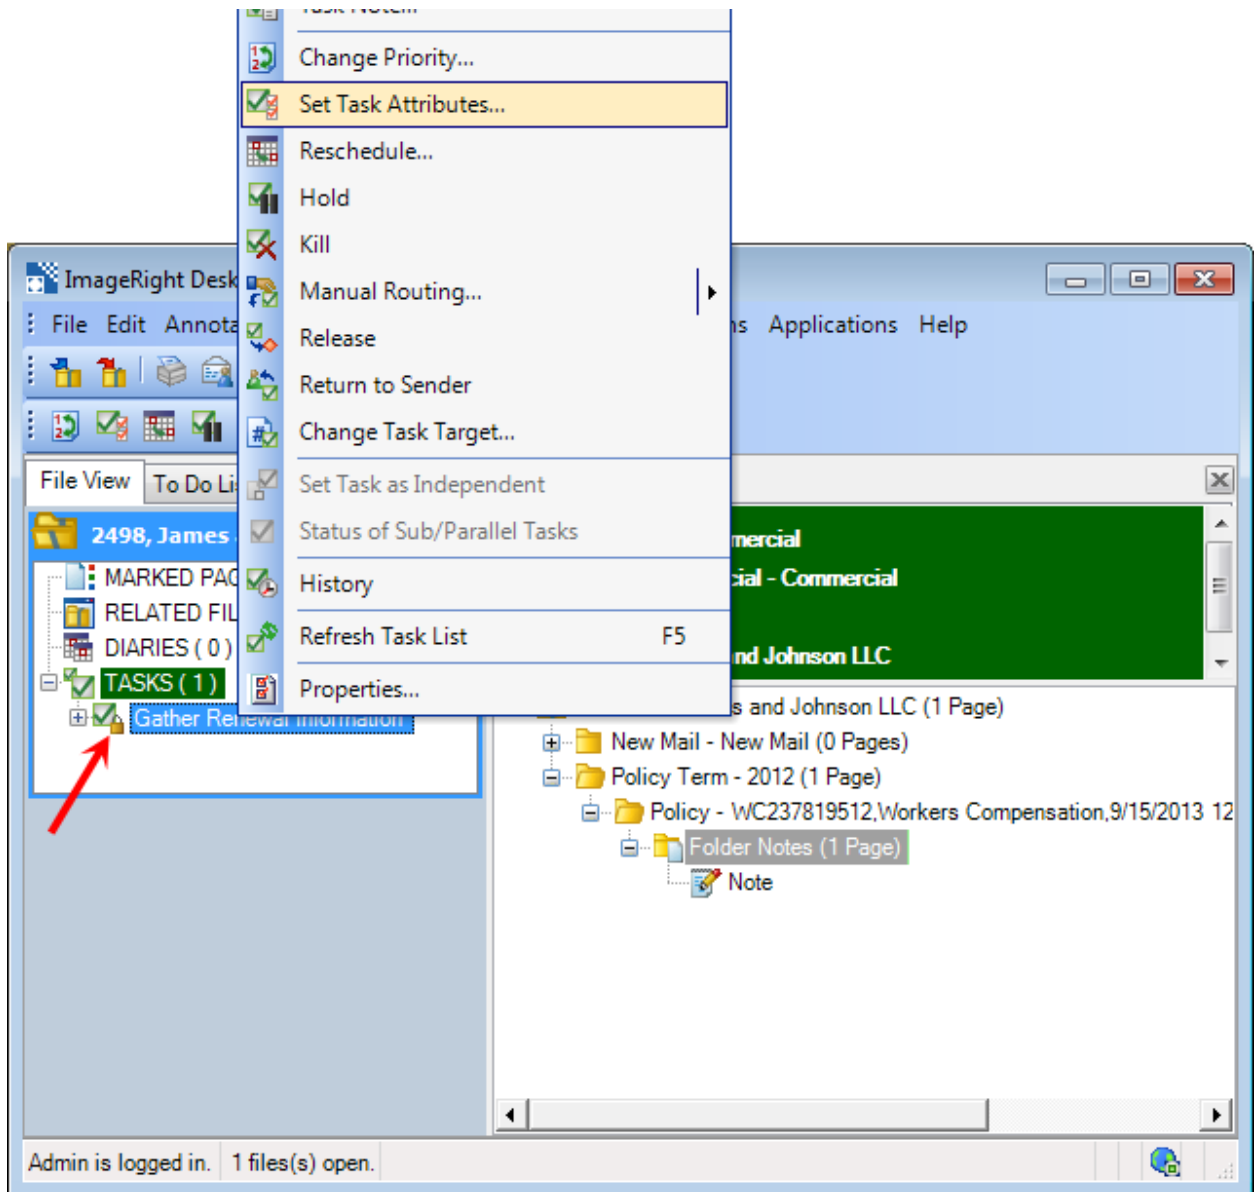 Task Note...
Change Priority...
Set Task Attributes...
Reschedule...
Hold
Kill
Manual Routing...
Release
Return to Sender
Change Task Target...
Set Task as Independent
Status of Sub/Parallel Tasks
History
Refresh Task List F5
Properties...
ImageRight Desk
File Edit Annota
ns Applications Help
File View To Do Li
2498, James
MARKED PAG
RELATED FIL
DIARIES ( 0 )
TASKS ( 1 )
Gather Renewal Information
mercial
cial - Commercial
nd Johnson LLC
s and Johnson LLC (1 Page)
New Mail - New Mail (0 Pages)
Policy Term - 2012 (1 Page)
Policy - WC237819512,Workers Compensation,9/15/2013 12
Folder Notes (1 Page)
Note
Admin is logged in. 1 files(s) open.